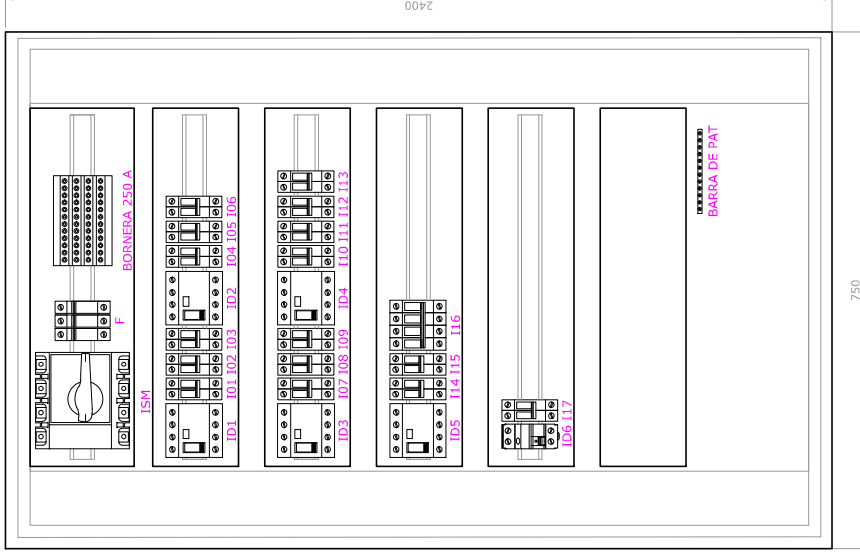 2400
750
BORNERA 250 A
F
ISM
I06
I05
I04
ID2
I03
I02
I01
ID1
I13
I12
I11
I10
ID4
I09
I08
I07
ID3
I16
I15
I14
ID5
I17
ID6
BARRA DE PAT